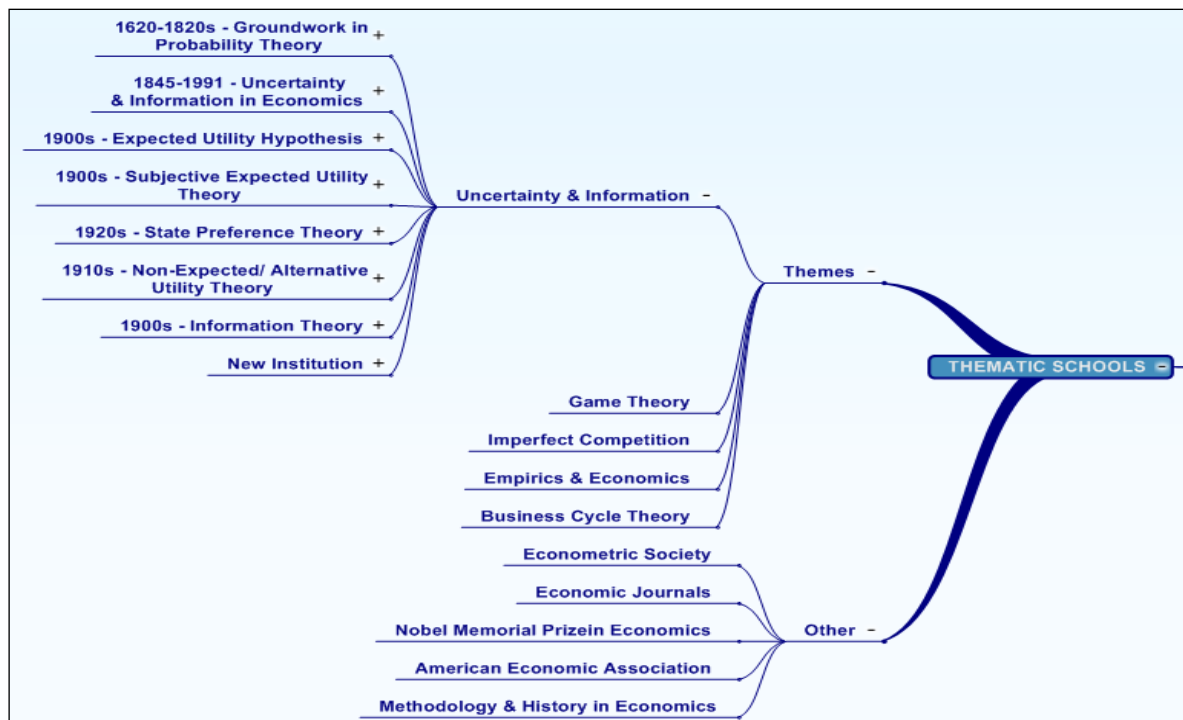 1620-1820s - Groundwork in
Probability Theory
1845-1991 - Uncertainty
& Information in Economics
1900s - Expected Utility Hypothesis
1900s - Subjective Expected Utility
Theory
1920s - State Preference Theory
1910s - Non-Expected/ Alternative
Utility Theory
1900s - Information Theory
New Institution
Uncertainty & Information
Themes
THEMATIC SCHOOLS
Game Theory
Imperfect Competition
Empirics & Economics
Business Cycle Theory
Econometric Society
Economic Journals
Nobel Memorial Prizein Economics
American Economic Association
Methodology & History in Economics
Other